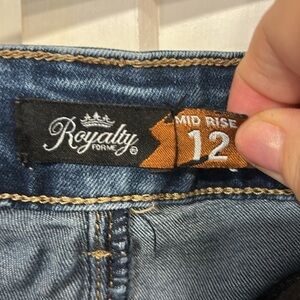 Royalty
FOR ME ®
MID RISE
12